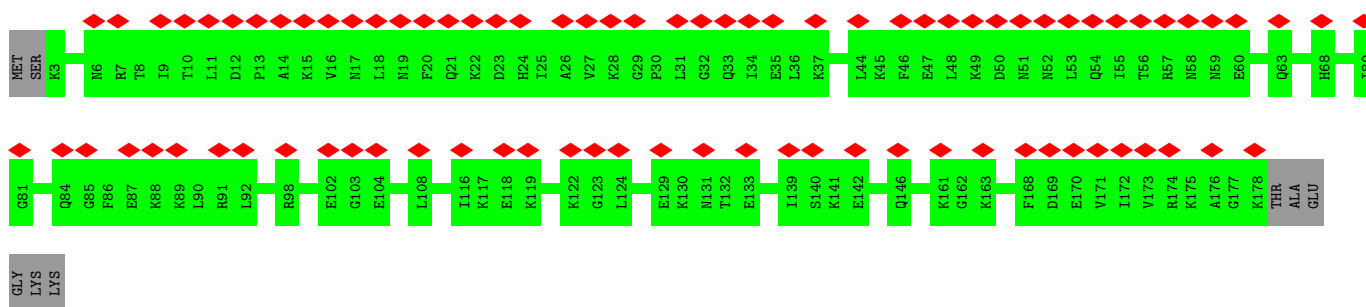 MET SER K3 N6 R7 T8 I9 T10 L11 D12 P13 A14 K15 V16 N17 L18 N19 F20 Q21 K22 D23 H24 I25 A26 V27 K28 G29 P30 L31 G32 Q33 I34 E35 L36 K37 L44 K45 F46 E47 L48 K49 D50 N51 N52 L53 Q54 I55 T56 R57 N58 N59 E60 Q63 H68
G81 Q84 G85 F86 E87 K88 K89 L90 R91 L92 R98 E102 G103 E104 L108 I116 K117 E118 K119 K122 G123 L124 E129 K130 N131 T132 E133 I139 S140 K141 E142 Q146 K161 G162 K163 F168 D169 E170 V171 I172 V173 R174 K175 A176 G177 K178 THR ALA GLU
GLY LYS LYS